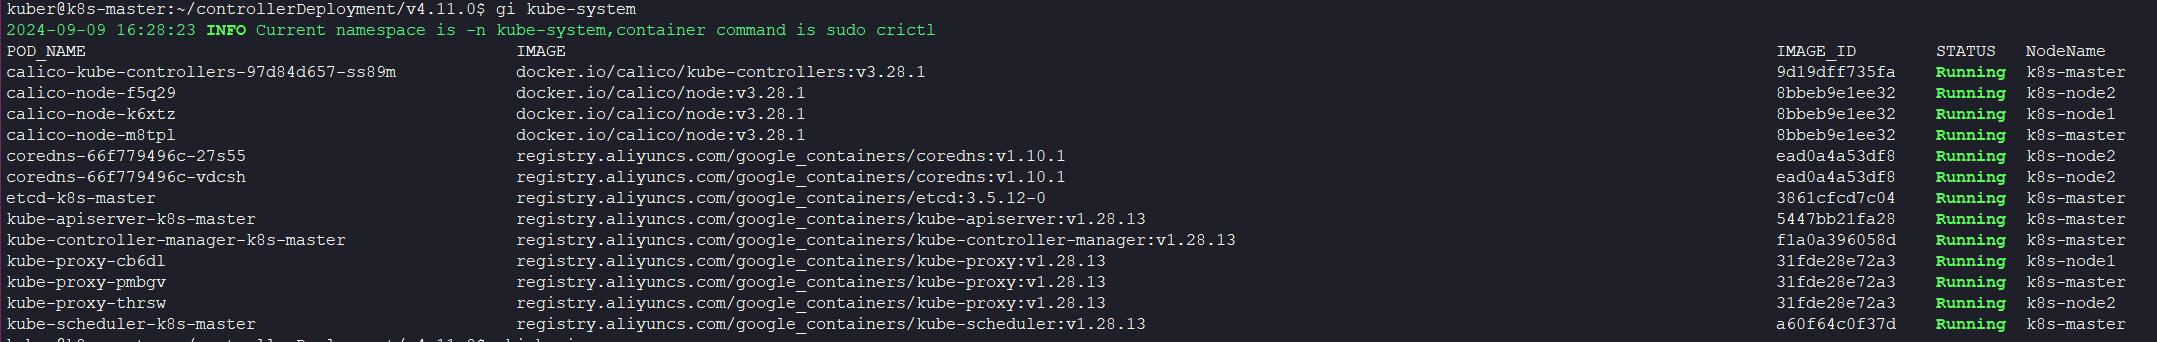 kuber@k8s-master:~/controllerDeployment/v4.11.0$ gi kube-system
2024-09-09 16:28:23 INFO Current namespace is -n kube-system,container command is sudo crictl
POD_NAME IMAGE IMAGE_ID STATUS NodeName
calico-kube-controllers-97d84d657-ss89m docker.io/calico/kube-controllers:v3.28.1 9d19dff735fa Running k8s-master
calico-node-f5q29 docker.io/calico/node:v3.28.1 8bbeb9e1ee32 Running k8s-node2
calico-node-k6xtz docker.io/calico/node:v3.28.1 8bbeb9e1ee32 Running k8s-node1
calico-node-m8tpl docker.io/calico/node:v3.28.1 8bbeb9e1ee32 Running k8s-master
coredns-66f779496c-27s55 registry.aliyuncs.com/google_containers/coredns:v1.10.1 ead0a4a53df8 Running k8s-node2
coredns-66f779496c-vdcsh registry.aliyuncs.com/google_containers/coredns:v1.10.1 ead0a4a53df8 Running k8s-node2
etcd-k8s-master registry.aliyuncs.com/google_containers/etcd:3.5.12-0 3861cfcd7c04 Running k8s-master
kube-apiserver-k8s-master registry.aliyuncs.com/google_containers/kube-apiserver:v1.28.13 5447bb21fa28 Running k8s-master
kube-controller-manager-k8s-master registry.aliyuncs.com/google_containers/kube-controller-manager:v1.28.13 f1a0a396058d Running k8s-master
kube-proxy-cb6dl registry.aliyuncs.com/google_containers/kube-proxy:v1.28.13 31fde28e72a3 Running k8s-node1
kube-proxy-pmbgv registry.aliyuncs.com/google_containers/kube-proxy:v1.28.13 31fde28e72a3 Running k8s-master
kube-proxy-thrsw registry.aliyuncs.com/google_containers/kube-proxy:v1.28.13 31fde28e72a3 Running k8s-node2
kube-scheduler-k8s-master registry.aliyuncs.com/google_containers/kube-scheduler:v1.28.13 a60f64c0f37d Running k8s-master